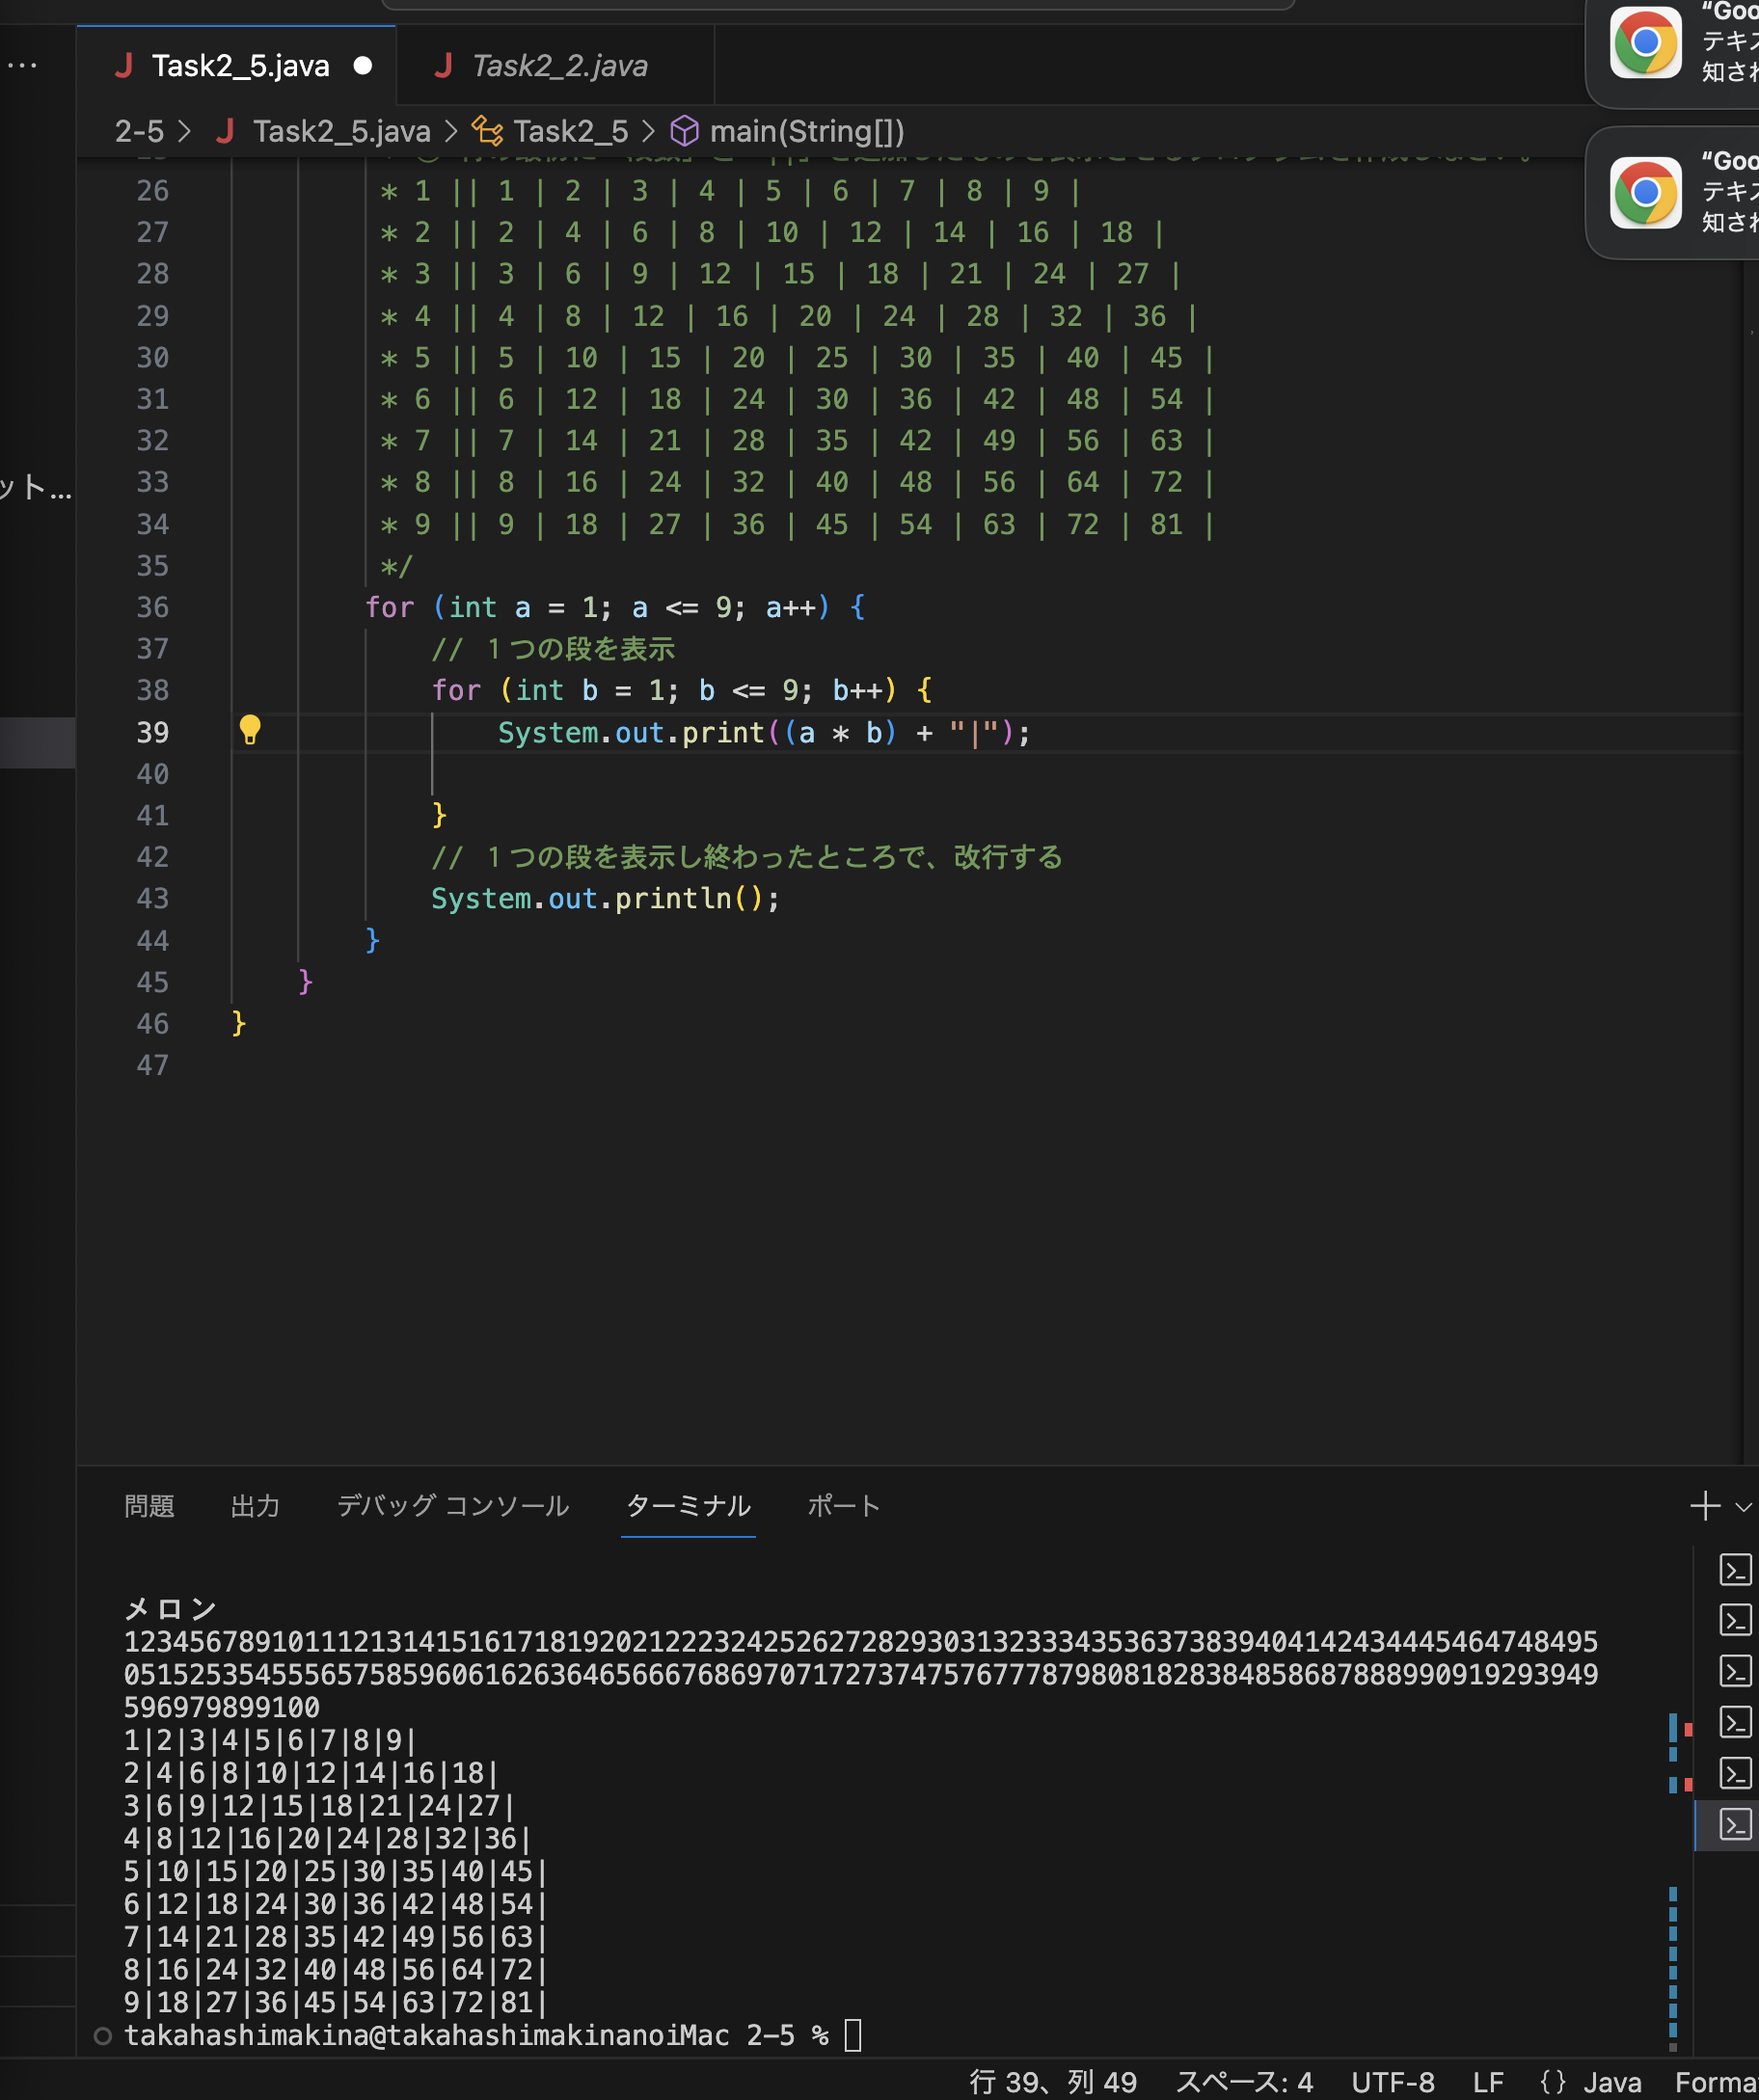 …
Task2_5.java
Task2_2.java
"Goo
テキス
知され
2-5 > Task2_5.java > Task2_5 > main(String[])
"Goo
テキス
知され
26 * 1 || 1 | 2 | 3 | 4 | 5 | 6 | 7 | 8 | 9 |
27 * 2 || 2 | 4 | 6 | 8 | 10 | 12 | 14 | 16 | 18 |
28 * 3 || 3 | 6 | 9 | 12 | 15 | 18 | 21 | 24 | 27 |
29 * 4 || 4 | 8 | 12 | 16 | 20 | 24 | 28 | 32 | 36 |
30 * 5 || 5 | 10 | 15 | 20 | 25 | 30 | 35 | 40 | 45 |
31 * 6 || 6 | 12 | 18 | 24 | 30 | 36 | 42 | 48 | 54 |
32 * 7 || 7 | 14 | 21 | 28 | 35 | 42 | 49 | 56 | 63 |
33 * 8 || 8 | 16 | 24 | 32 | 40 | 48 | 56 | 64 | 72 |
ット...
34 * 9 || 9 | 18 | 27 | 36 | 45 | 54 | 63 | 72 | 81 |
35 */
36 for (int a = 1; a <= 9; a++) {
37 // １つの段を表示
38 for (int b = 1; b <= 9; b++) {
39 System.out.print((a * b) + "|");
40
41 }
42 // １つの段を表示し終わったところで、改行する
43 System.out.println();
44 }
45 }
46 }
47
問題 出力 デバッグ コンソール ターミナル ポート
メロン
123456789101112131415161718192021222324252627282930313233343536373839404142434445464748495
051525354555657585960616263646566676869707172737475767778798081828384858687888990919293949
596979899100
1|2|3|4|5|6|7|8|9|
2|4|6|8|10|12|14|16|18|
3|6|9|12|15|18|21|24|27|
4|8|12|16|20|24|28|32|36|
5|10|15|20|25|30|35|40|45|
6|12|18|24|30|36|42|48|54|
7|14|21|28|35|42|49|56|63|
8|16|24|32|40|48|56|64|72|
9|18|27|36|45|54|63|72|81|
takahashimakina@takahashimakinanoiMac 2-5 %
行 39、列 49 スペース: 4 UTF-8 LF {} Java Forma